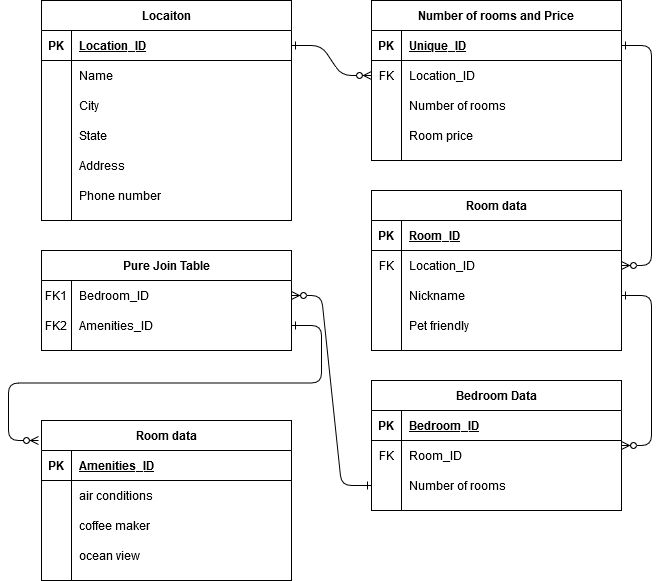 Locaiton
PK Location_ID
Name
City
State
Address
Phone number
Number of rooms and Price
PK Unique_ID
FK Location_ID
Number of rooms
Room price
Room data
PK Room_ID
FK Location_ID
Nickname
Pet friendly
Pure Join Table
FK1 Bedroom_ID
FK2 Amenities_ID
Bedroom Data
PK Bedroom_ID
FK Room_ID
Number of rooms
Room data
PK Amenities_ID
air conditions
coffee maker
ocean view